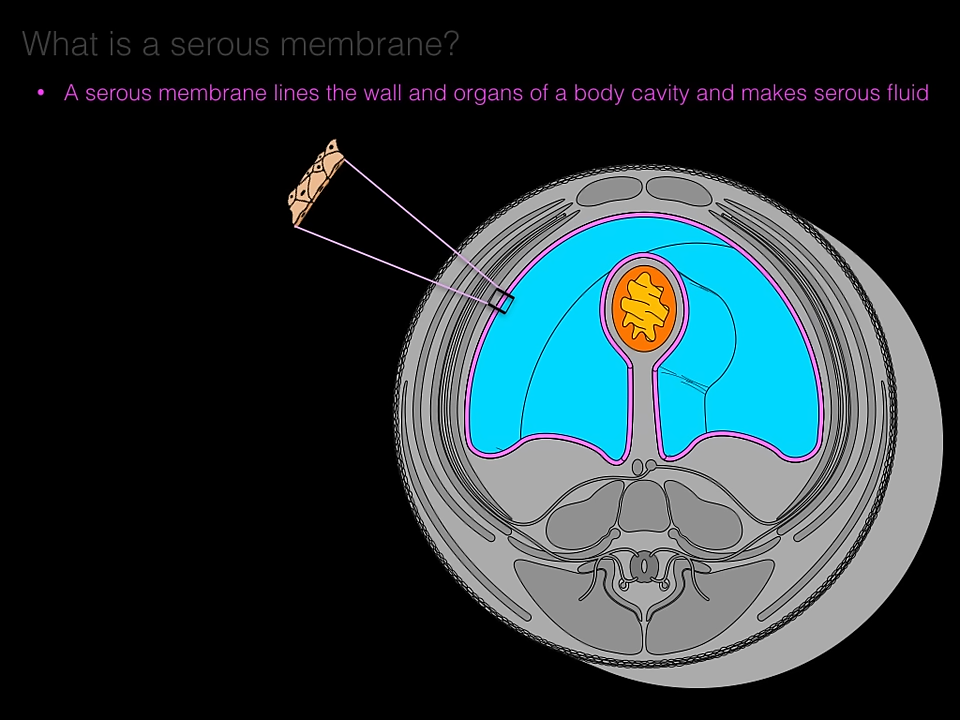 What is a serous membrane?
• A serous membrane lines the wall and organs of a body cavity and makes serous fluid